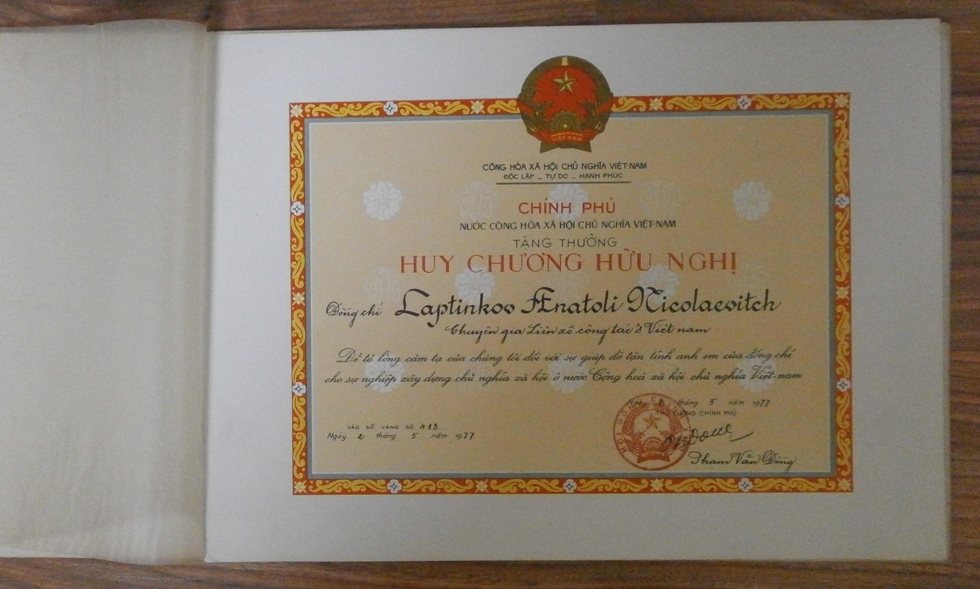 VIỆT NAM
CỘNG HÒA XÃ HỘI CHỦ NGHĨA VIỆT-NAM
ĐỘC LẬP _ TỰ DO _ HẠNH PHÚC
CHÍNH PHỦ
NƯỚC CỘNG HÒA XÃ HỘI CHỦ NGHĨA VIỆT-NAM
TẶNG THƯỞNG
HUY CHƯƠNG HỮU NGHỊ
Đồng chí Laptinkov Anatoli Nicolaevitch
Chuyên gia Liên xô công tác ở Việt nam
Để tỏ lòng cảm tạ của chúng tôi đối với sự giúp đỡ tận tình anh em của đồng chí
cho sự nghiệp xây dựng chủ nghĩa xã hội ở nước Cộng hoà xã hội chủ nghĩa Việt-nam
2 tháng 5 năm 1977
THỦ TƯỚNG CHÍNH PHỦ
VÀO SỔ VÀNG SỐ A13
Ngày 2 tháng 5 năm 1977
Phạm Văn Đồng